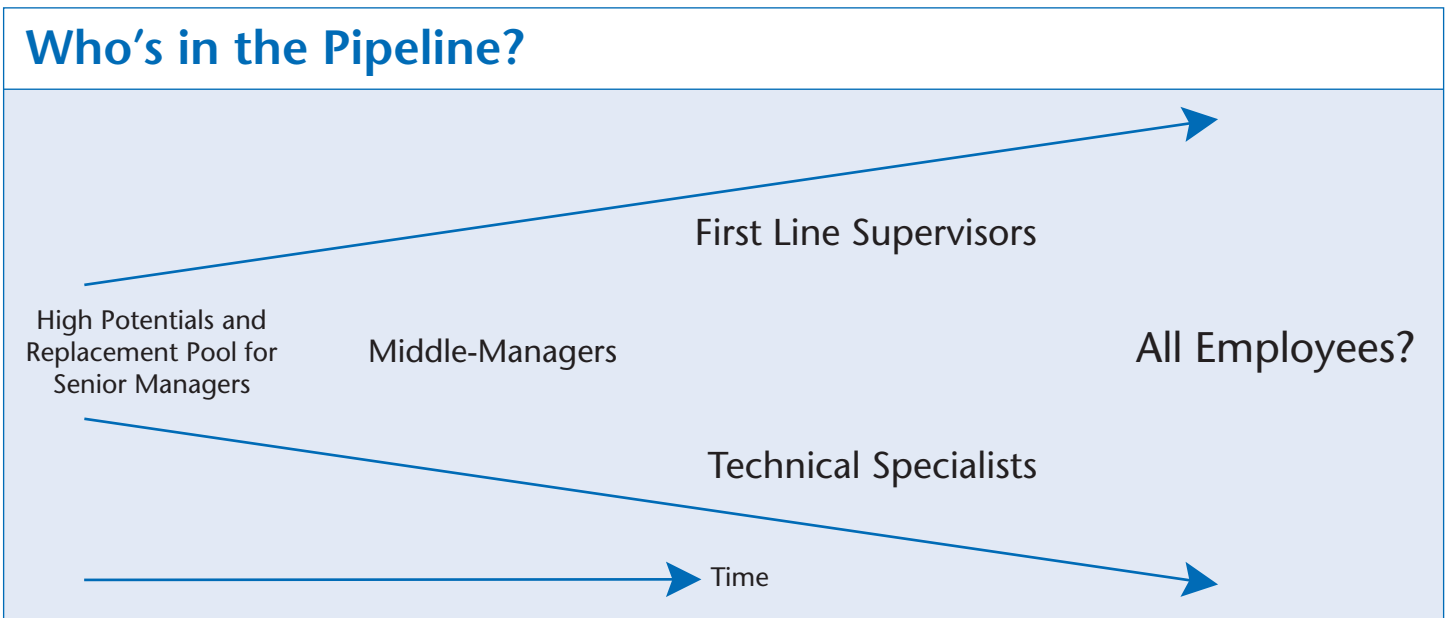 Who’s in the Pipeline?
First Line Supervisors
High Potentials and
Replacement Pool for
Senior Managers
Middle-Managers
All Employees?
Technical Specialists
Time